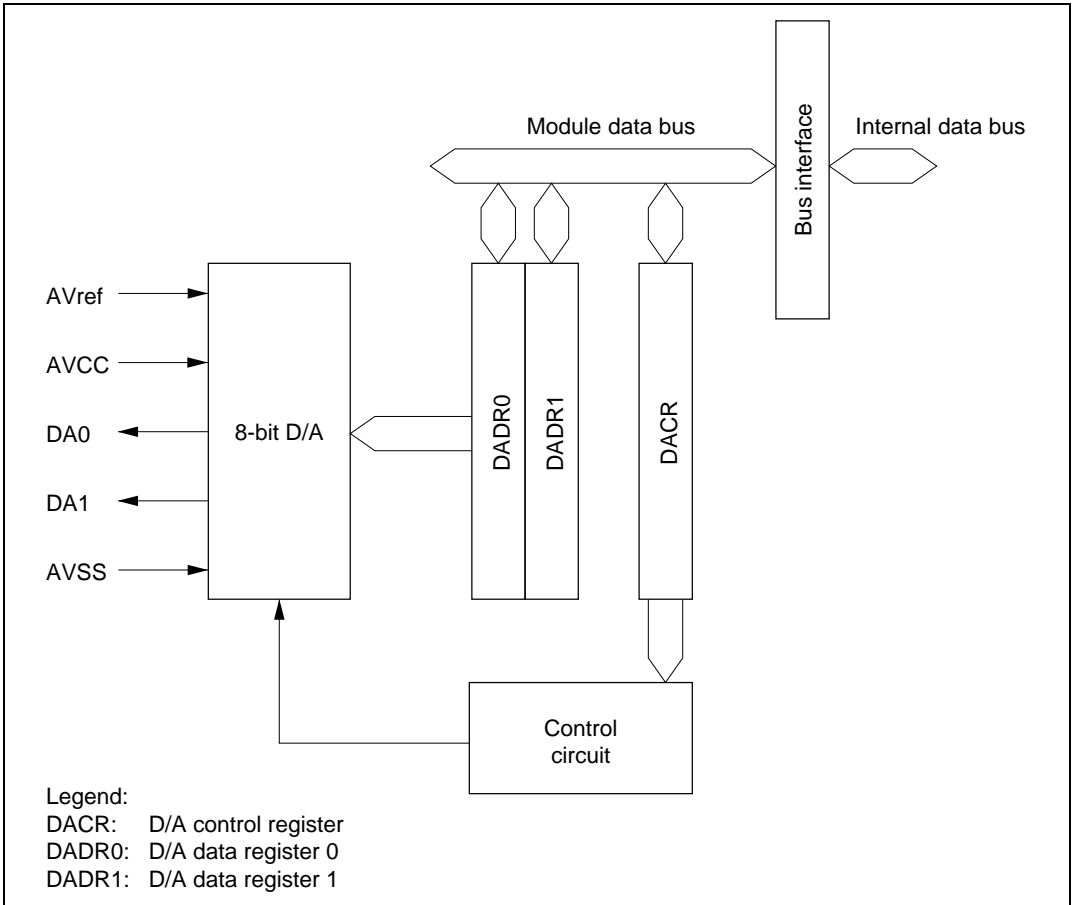 Module data bus
Internal data bus
Bus interface
AVref
AVCC
DA0
DA1
AVSS
8-bit D/A
DADR0
DADR1
DACR
Control
circuit
Legend:
DACR: D/A control register
DADR0: D/A data register 0
DADR1: D/A data register 1